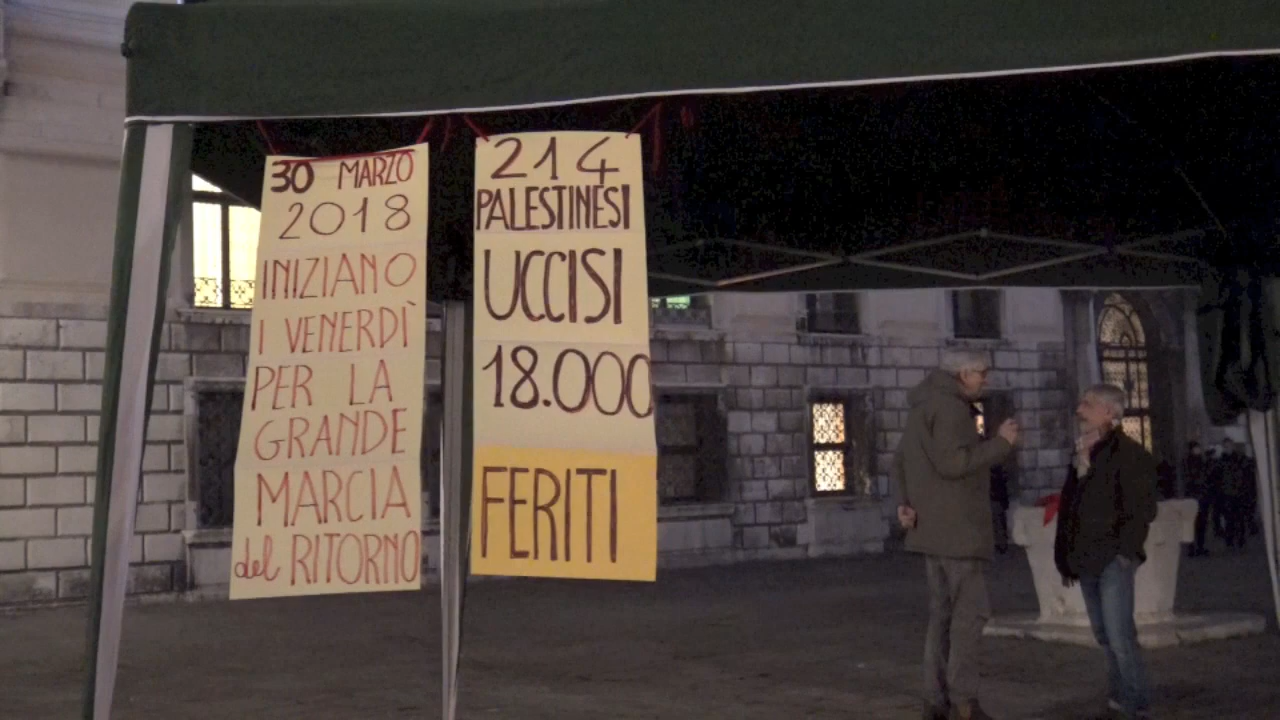 30 MARZO
2018
INIZIANO
I VENERDÌ
PER LA
GRANDE
MARCIA
del RITORNO
214
PALESTINESI
UCCISI
18.000
FERITI